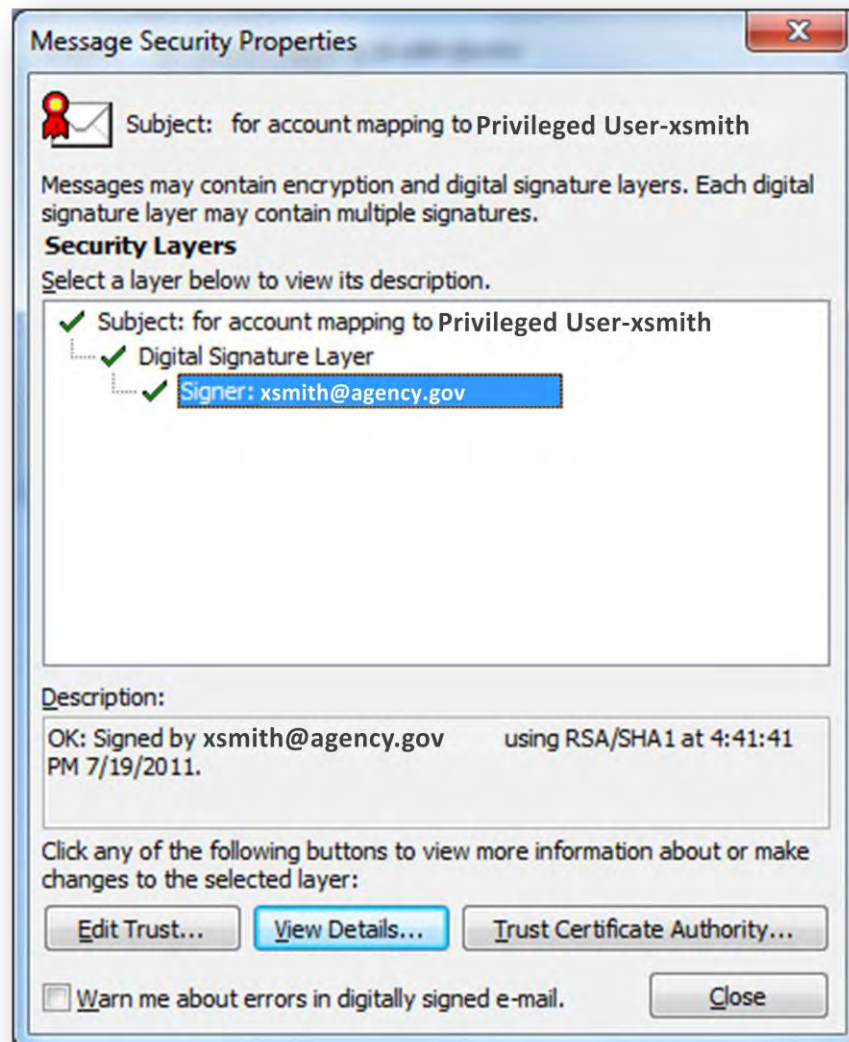 Message Security Properties
Subject: for account mapping to Privileged User-xsmith
Messages may contain encryption and digital signature layers. Each digital
signature layer may contain multiple signatures.
Security Layers
Select a layer below to view its description.
Subject: for account mapping to Privileged User-xsmith
Digital Signature Layer
Signer: xsmith@agency.gov
Description:
OK: Signed by xsmith@agency.gov using RSA/SHA1 at 4:41:41
PM 7/19/2011.
Click any of the following buttons to view more information about or make
changes to the selected layer:
Edit Trust... View Details... Trust Certificate Authority...
Warn me about errors in digitally signed e-mail. Close